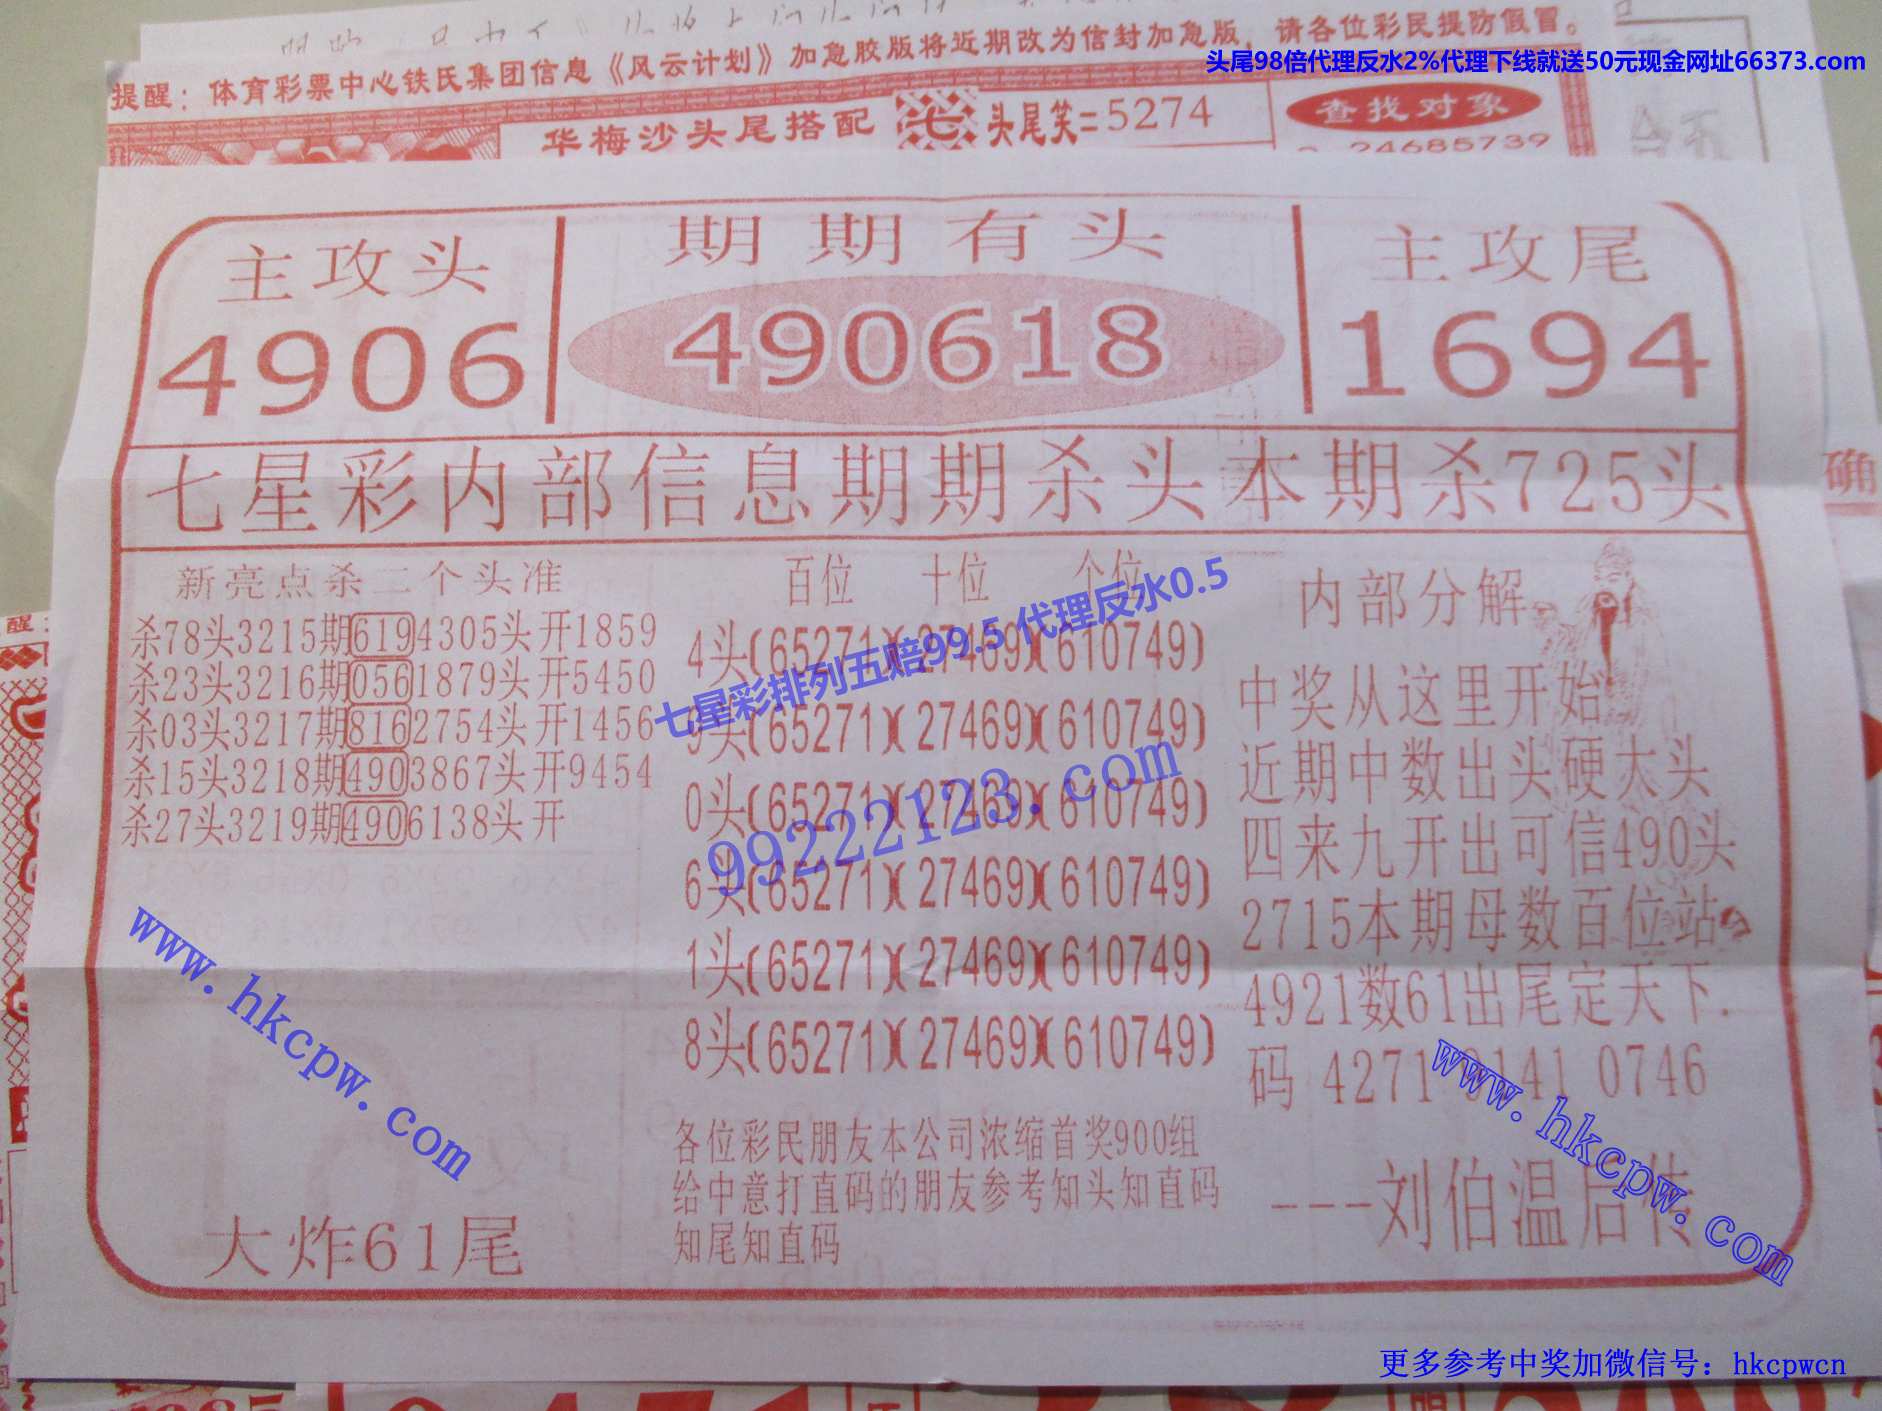 提醒：体育彩票中心铁氏集团信息《风云计划》加急胶版将近期改为信封加急版，请各位彩民提防假冒。
头尾98倍代理反水2%代理下线就送50元现金网址66373.com
华梅沙头尾搭配 头尾笑=5274 查找对象
24685739
主攻头 期期有头 主攻尾
4906 490618 1694
七星彩内部信息期期杀头本期杀725头
新亮点杀二个头准
杀78头3215期619 4305头开1859
杀23头3216期056 1879头开5450
杀03头3217期816 2754头开1456
杀15头3218期490 3867头开9454
杀27头3219期490 6138头开
大炸61尾
百位 十位 个位
4头(65271)(27469)(610749)
9头(65271)(27469)(610749)
0头(65271)(27469)(610749)
6头(65271)(27469)(610749)
1头(65271)(27469)(610749)
8头(65271)(27469)(610749)
七星彩排列五赔99.5 代理反水0.5
99222123.com
各位彩民朋友本公司浓缩首奖900组
给中意打直码的朋友参考知头知直码
知尾知直码
内部分解
中奖从这里开始
近期中数出头硬太头
四来九开出可信490头
2715本期母数百位站
4921数61出尾定天下.
码 4271 0746
---刘伯温后传
www.hkcpw.com
www.hkcpw.com
确
更多参考中奖加微信号：hkcpwcn